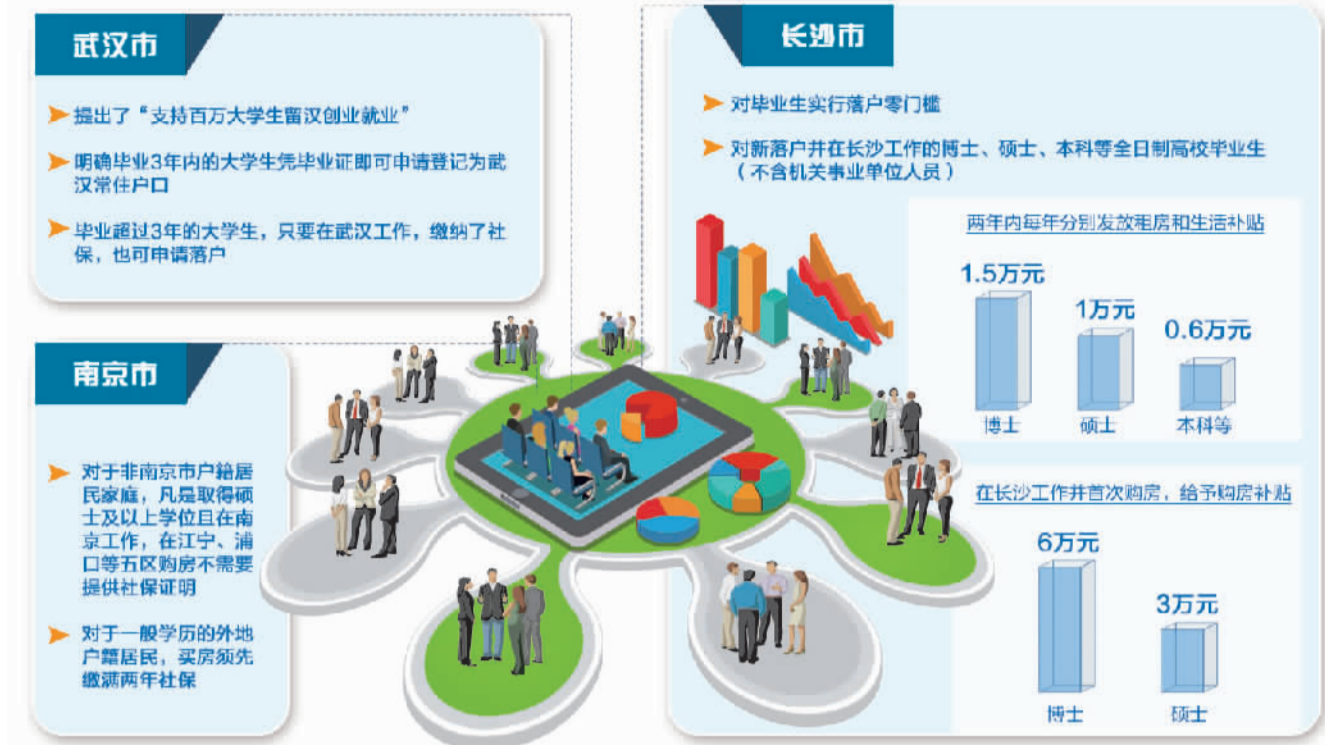 武汉市
提出了“支持百万大学生留汉创业就业”
明确毕业3年内的大学生凭毕业证即可申请登记为武
汉常住户口
毕业超过3年的大学生，只要在武汉工作，缴纳了社
保，也可申请落户
南京市
对于非南京市户籍居
民家庭，凡是取得硕
士及以上学位且在南
京工作，在江宁、浦
口等五区购房不需要
提供社保证明
对于一般学历的外地
户籍居民，买房须先
缴满两年社保
长沙市
对毕业生实行落户零门槛
对新落户并在长沙工作的博士、硕士、本科等全日制高校毕业生
（不含机关事业单位人员）
两年内每年分别发放租房和生活补贴
1.5万元
1万元
0.6万元
博士
硕士
本科等
在长沙工作并首次购房，给予购房补贴
6万元
3万元
博士
硕士